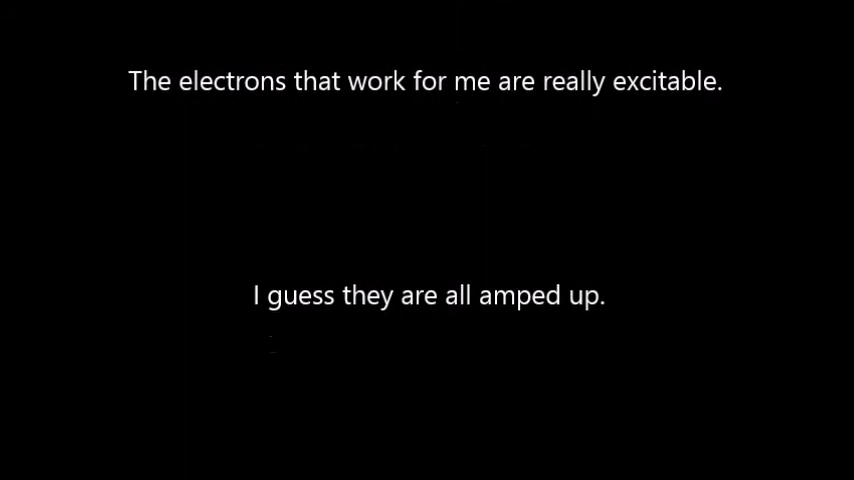 The electrons that work for me are really excitable.
I guess they are all amped up.